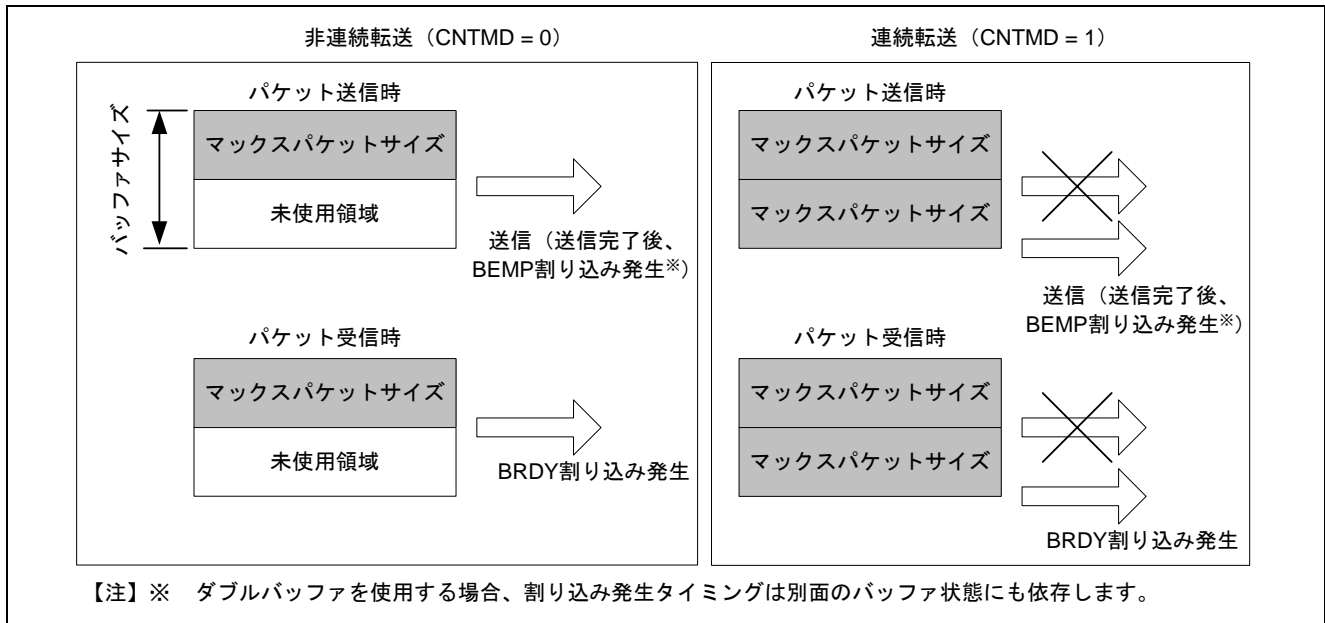 非連続転送（CNTMD = 0）
バッファサイズ
パケット送信時
マックスパケットサイズ
未使用領域
送信（送信完了後、
BEMP割り込み発生※）
パケット受信時
マックスパケットサイズ
未使用領域
BRDY割り込み発生
連続転送（CNTMD = 1）
パケット送信時
マックスパケットサイズ
マックスパケットサイズ
送信（送信完了後、
BEMP割り込み発生※）
パケット受信時
マックスパケットサイズ
マックスパケットサイズ
BRDY割り込み発生
【注】※　ダブルバッファを使用する場合、割り込み発生タイミングは別面のバッファ状態にも依存します。